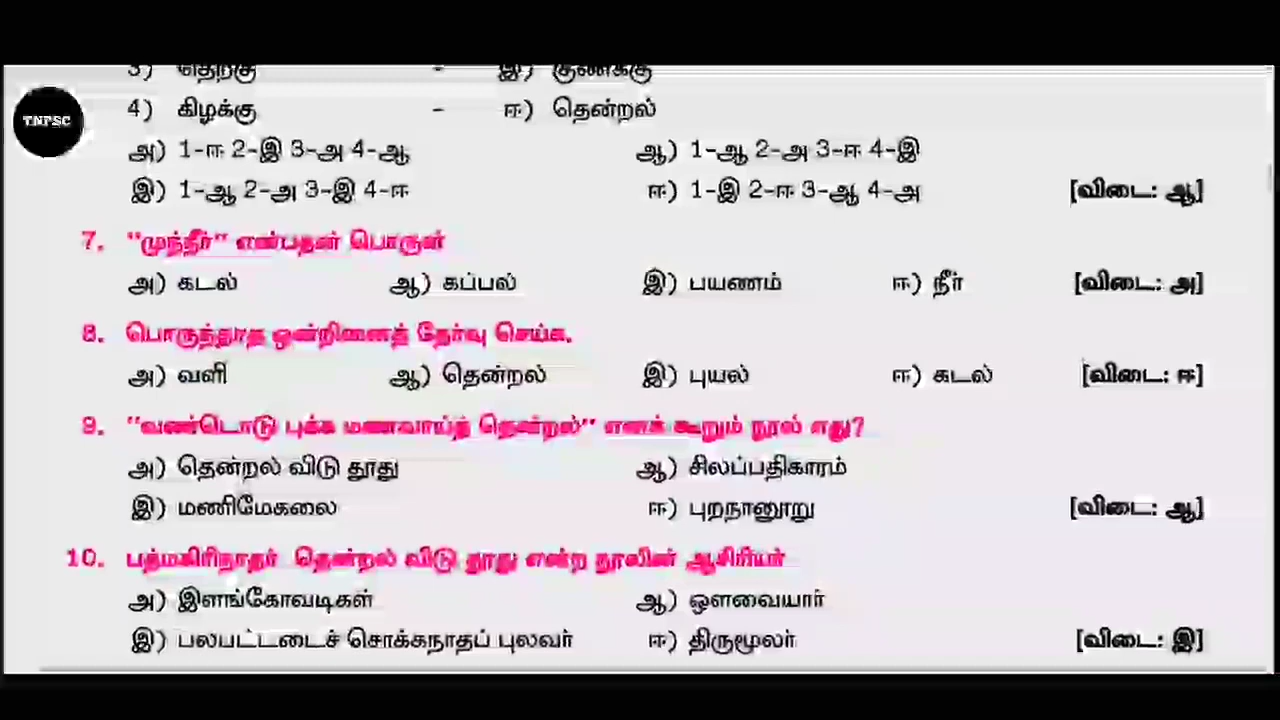 3) தெற்கு - இ) குணக்கு
TNPSC
4) கிழக்கு - ஈ) தென்றல்
அ) 1-ஈ 2-இ 3-அ 4-ஆ ஆ) 1-ஆ 2-அ 3-ஈ 4-இ
இ) 1-ஆ 2-அ 3-இ 4-ஈ ஈ) 1-இ 2-ஈ 3-ஆ 4-அ [விடை: ஆ]
7. "முந்நீர்" என்பதன் பொருள்
அ) கடல் ஆ) கப்பல் இ) பயணம் ஈ) நீர் [விடை: அ]
8. பொருந்தாத ஒன்றினைத் தேர்வு செய்க.
அ) வளி ஆ) தென்றல் இ) புயல் ஈ) கடல் [விடை: ஈ]
9. "வண்டொடு புக்க மணவாய்த் தென்றல்" எனக் கூறும் நூல் எது?
அ) தென்றல் விடு தூது ஆ) சிலப்பதிகாரம்
இ) மணிமேகலை ஈ) புறநானூறு [விடை: ஆ]
10. பத்மகிரிநாதர் தென்றல் விடு தூது என்ற நூலின் ஆசிரியர்
அ) இளங்கோவடிகள் ஆ) ஔவையார்
இ) பலபட்டடைச் சொக்கநாதப் புலவர் ஈ) திருமூலர் [விடை: இ]